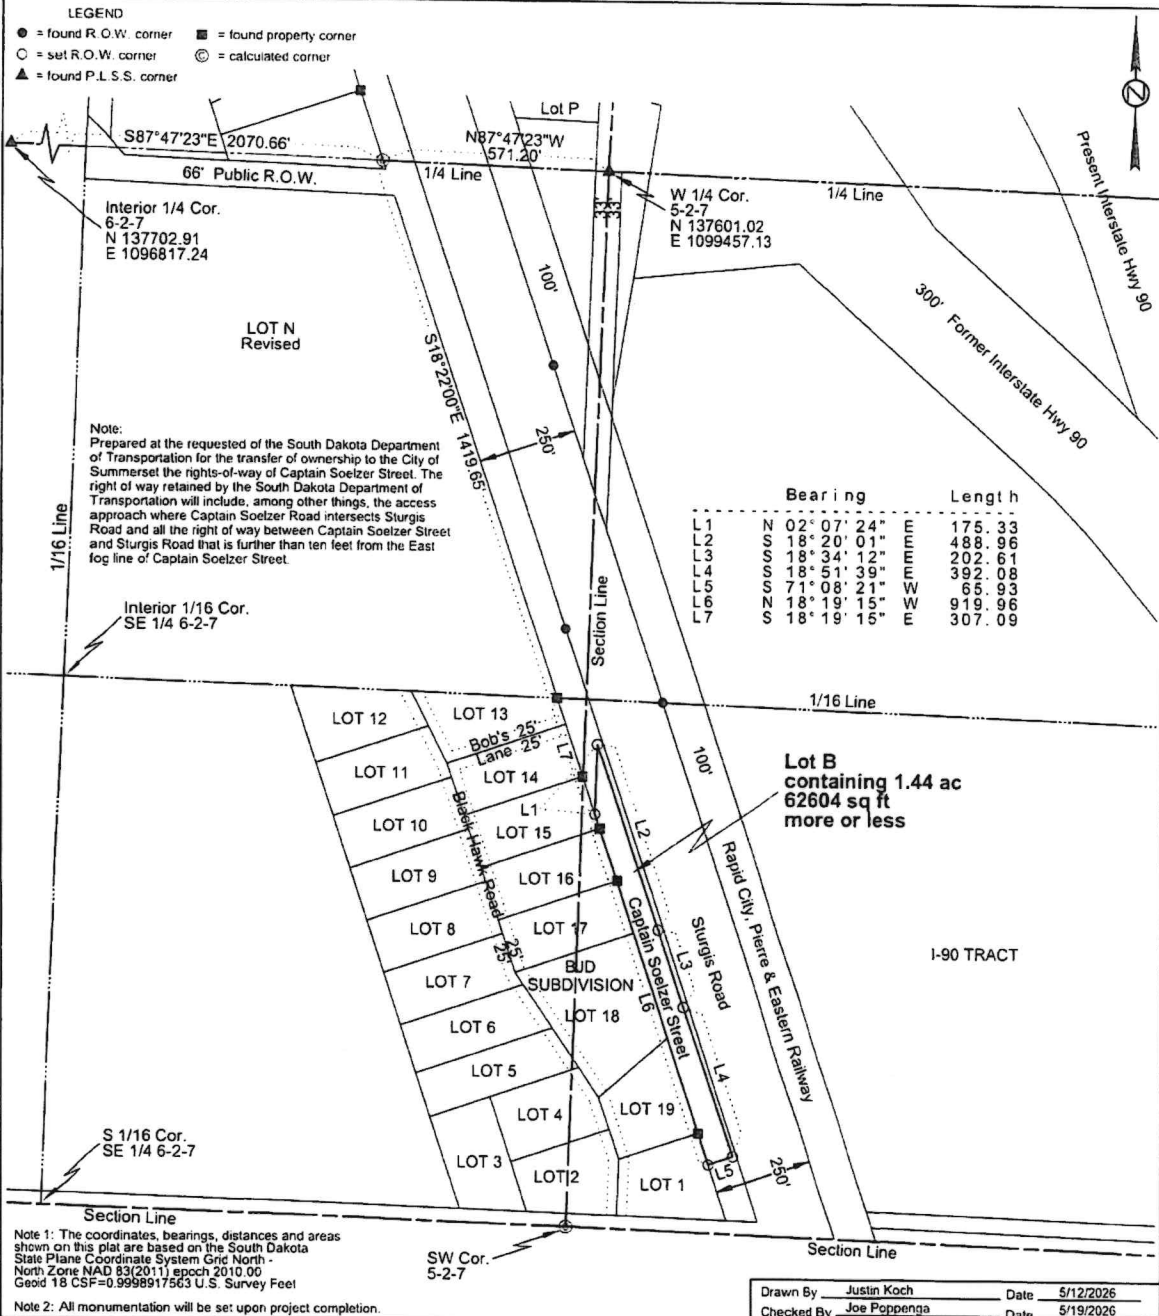 LEGEND
● = found R.O.W. corner ■ = found property corner
○ = set R.O.W. corner © = calculated corner
▲ = found P.L.S.S. corner
Lot P
S87°47'23"E 2070.66'
N87°47'23"W
571.20'
66' Public R.O.W.
1/4 Line
1/4 Line
Interior 1/4 Cor.
6-2-7
N 137702.91
E 1096817.24
W 1/4 Cor.
5-2-7
N 137601.02
E 1099457.13
33 33
Z
Present Interstate Hwy 90
300' Former Interstate Hwy 90
100'
LOT N
Revised
S18°22'00"E 1419.65'
250'
Note:
Prepared at the requested of the South Dakota Department
of Transportation for the transfer of ownership to the City of
Summerset the rights-of-way of Captain Soelzer Street. The
right of way retained by the South Dakota Department of
Transportation will include, among other things, the access
approach where Captain Soelzer Road intersects Sturgis
Road and all the right of way between Captain Soelzer Street
and Sturgis Road that is further than ten feet from the East
fog line of Captain Soelzer Street.
1/16 Line
Bearing Length
L1 N 02° 07' 24" E 175.33
L2 S 18° 20' 01" E 488.96
L3 S 18° 34' 12" E 202.61
L4 S 18° 51' 39" E 392.08
L5 S 71° 08' 21" W 65.93
L6 N 18° 19' 15" W 919.96
L7 S 18° 19' 15" E 307.09
Interior 1/16 Cor.
SE 1/4 6-2-7
Section Line
1/16 Line
LOT 12
LOT 13
Bob's 25'
Lane 25'
L7
LOT 11
LOT 14
100'
Lot B
containing 1.44 ac
62604 sq ft
more or less
L1
L2
LOT 10
Black Hawk Road
LOT 15
LOT 9
LOT 16
Rapid City, Pierre & Eastern Railway
LOT 8
LOT 17
25'
25'
Captain Soelzer Street
Sturgis Road
L3
I-90 TRACT
LOT 7
BJD
SUBDIVISION
L6
LOT 6
LOT 18
LOT 5
L4
LOT 4
LOT 19
S 1/16 Cor.
SE 1/4 6-2-7
LOT 3
LOT 2
LOT 1
L5
250'
Section Line
Section Line
SW Cor.
5-2-7
Note 1: The coordinates, bearings, distances and areas
shown on this plat are based on the South Dakota
State Plane Coordinate System Grid North -
North Zone NAD 83(2011) epoch 2010.00
Geoid 18 CSF=0.9998917563 U.S. Survey Feet
Note 2: All monumentation will be set upon project completion.
Drawn By Justin Koch Date 5/12/2026
Checked By Joe Poppenga Date 5/19/2026